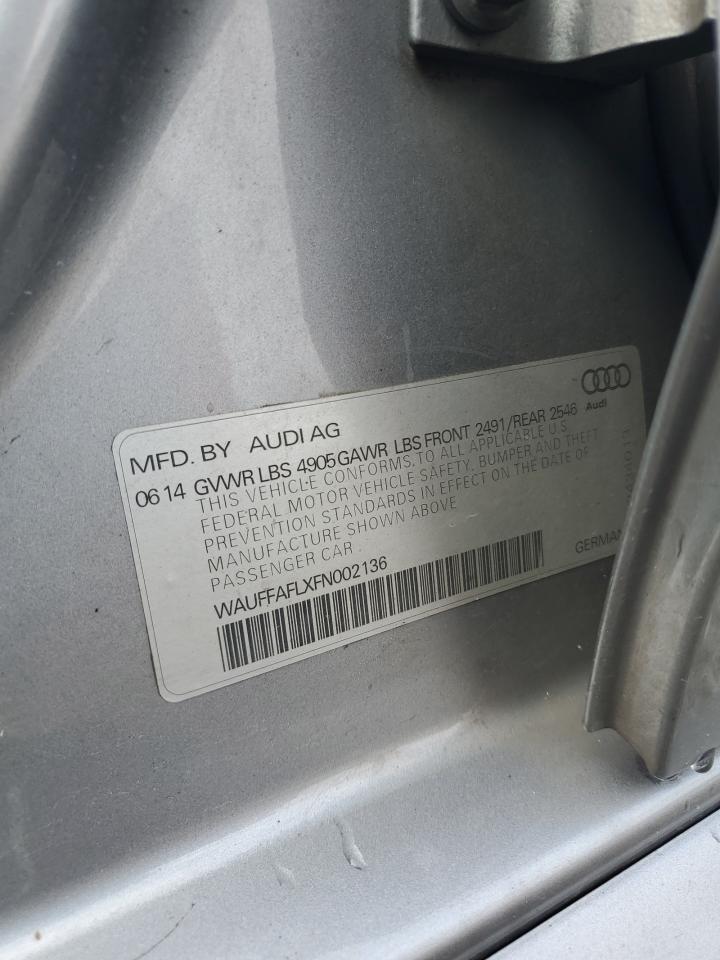 Audi
MFD. BY AUDI AG
06 14 GVWR LBS 4905 GAWR LBS FRONT 2491/REAR 2546
THIS VEHICLE CONFORMS TO ALL APPLICABLE U.S.
FEDERAL MOTOR VEHICLE SAFETY, BUMPER AND THEFT
PREVENTION STANDARDS IN EFFECT ON THE DATE OF
MANUFACTURE SHOWN ABOVE
PASSENGER CAR
WAUFFAFLXFN002136